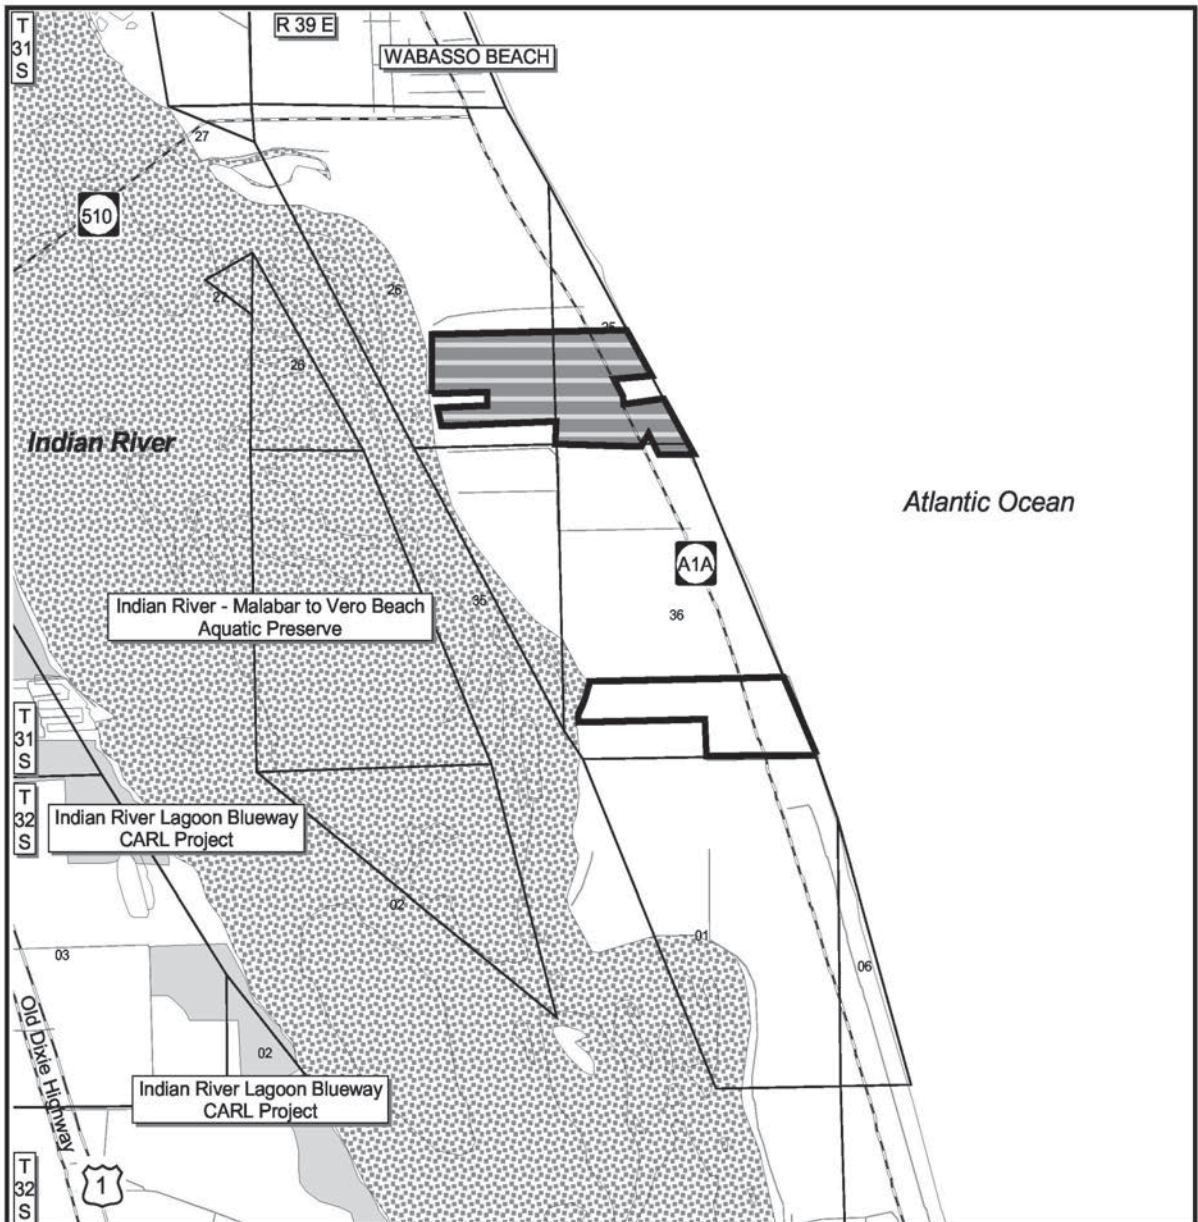 T
31
S
R 39 E
WABASSO BEACH
27
510
26
27
25
26
Indian River
Atlantic Ocean
A1A
Indian River - Malabar to Vero Beach
Aquatic Preserve
35
36
T
31
S
T
32
S
Indian River Lagoon Blueway
CARL Project
02
01
03
06
Old Dixie Highway
02
Indian River Lagoon Blueway
CARL Project
T
32
S
1